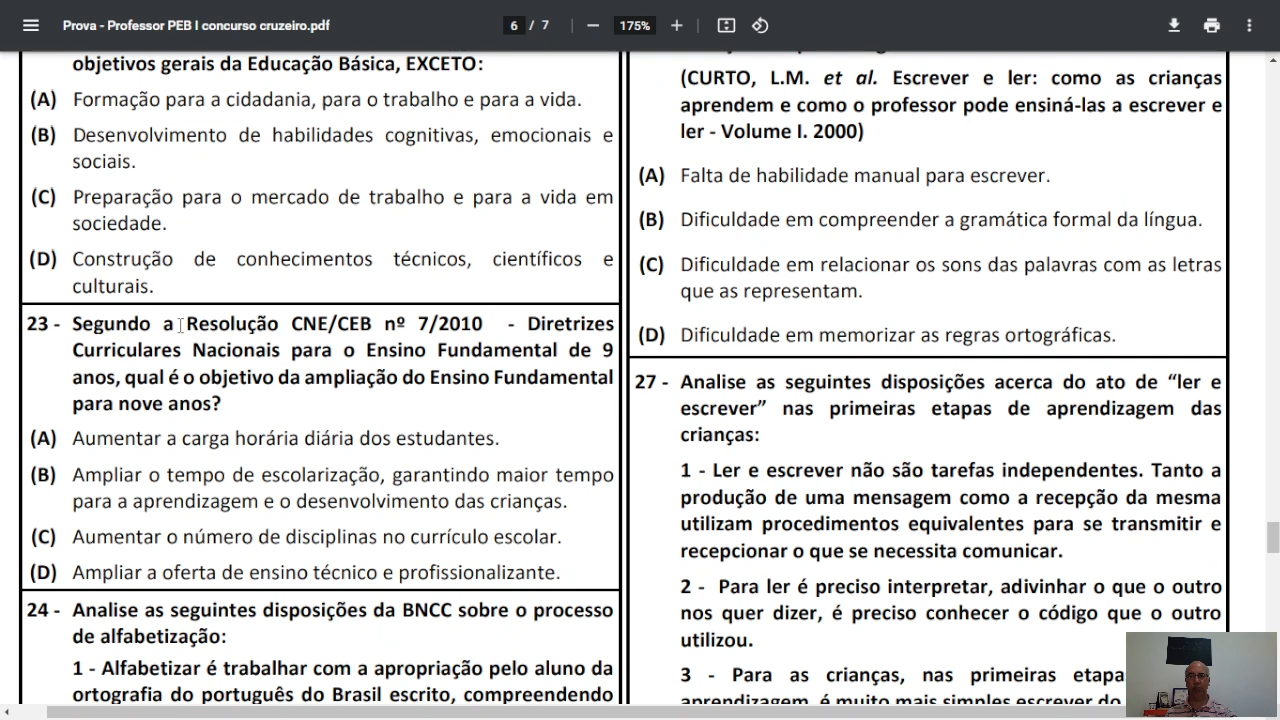 Prova - Professor PEB I concurso cruzeiro.pdf
6 / 7
175%
objetivos gerais da Educação Básica, EXCETO:
(A) Formação para a cidadania, para o trabalho e para a vida.
(B) Desenvolvimento de habilidades cognitivas, emocionais e
sociais.
(C) Preparação para o mercado de trabalho e para a vida em
sociedade.
(D) Construção de conhecimentos técnicos, científicos e
culturais.
23 - Segundo a Resolução CNE/CEB nº 7/2010 - Diretrizes
Curriculares Nacionais para o Ensino Fundamental de 9
anos, qual é o objetivo da ampliação do Ensino Fundamental
para nove anos?
(A) Aumentar a carga horária diária dos estudantes.
(B) Ampliar o tempo de escolarização, garantindo maior tempo
para a aprendizagem e o desenvolvimento das crianças.
(C) Aumentar o número de disciplinas no currículo escolar.
(D) Ampliar a oferta de ensino técnico e profissionalizante.
24 - Analise as seguintes disposições da BNCC sobre o processo
de alfabetização:
1 - Alfabetizar é trabalhar com a apropriação pelo aluno da
ortografia do português do Brasil escrito, compreendendo
(CURTO, L.M. et al. Escrever e ler: como as crianças
aprendem e como o professor pode ensiná-las a escrever e
ler - Volume I. 2000)
(A) Falta de habilidade manual para escrever.
(B) Dificuldade em compreender a gramática formal da língua.
(C) Dificuldade em relacionar os sons das palavras com as letras
que as representam.
(D) Dificuldade em memorizar as regras ortográficas.
27 - Analise as seguintes disposições acerca do ato de “ler e
escrever” nas primeiras etapas de aprendizagem das
crianças:
1 - Ler e escrever não são tarefas independentes. Tanto a
produção de uma mensagem como a recepção da mesma
utilizam procedimentos equivalentes para se transmitir e
recepcionar o que se necessita comunicar.
2 - Para ler é preciso interpretar, adivinhar o que o outro
nos quer dizer, é preciso conhecer o código que o outro
utilizou.
3 - Para as crianças, nas primeiras etapa
aprendizagem, é muito mais simples escrever do